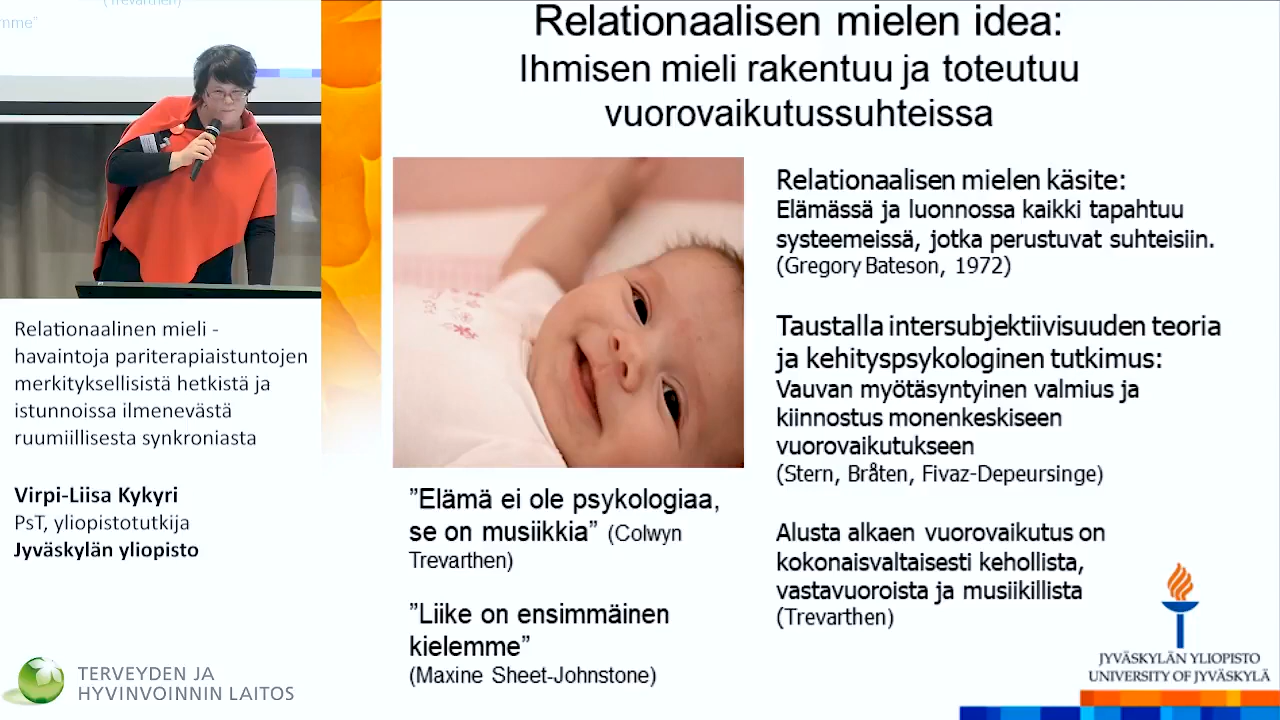 (Trevarthen)
mme”
Relationaalisen mielen idea:
Ihmisen mieli rakentuu ja toteutuu
vuorovaikutussuhteissa
Relationaalisen mielen käsite:
Elämässä ja luonnossa kaikki tapahtuu
systeemeissä, jotka perustuvat suhteisiin.
(Gregory Bateson, 1972)
Taustalla intersubjektiivisuuden teoria
ja kehityspsykologinen tutkimus:
Vauvan myötäsyntyinen valmius ja
kiinnostus monenkeskiseen
vuorovaikutukseen
(Stern, Bråten, Fivaz-Depeursinge)
Alusta alkaen vuorovaikutus on
kokonaisvaltaisesti kehollista,
vastavuoroista ja musiikillista
(Trevarthen)
”Elämä ei ole psykologiaa,
se on musiikkia” (Colwyn
Trevarthen)
”Liike on ensimmäinen
kielemme”
(Maxine Sheet-Johnstone)
JYVÄSKYLÄN YLIOPISTO
UNIVERSITY OF JYVÄSKYLÄ
Relationaalinen mieli -
havaintoja pariterapiaistuntojen
merkityksellisistä hetkistä ja
istunnoissa ilmenevästä
ruumiillisesta synkroniasta
Virpi-Liisa Kykyri
PsT, yliopistotutkija
Jyväskylän yliopisto
TERVEYDEN JA
HYVINVOINNIN LAITOS